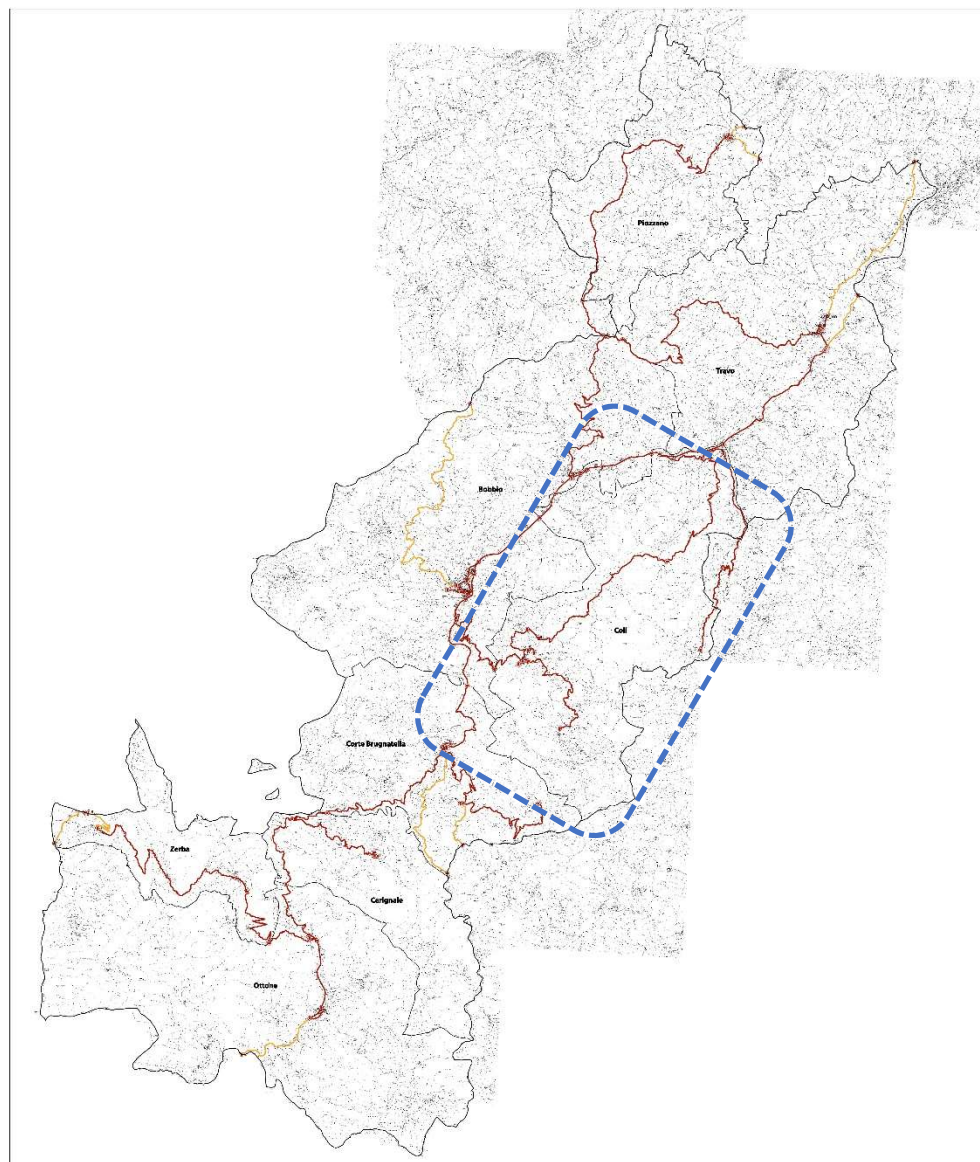 Piozzano
Travo
Bobbio
Coli
Corte Brugnatella
Zerba
Cerignale
Ottone